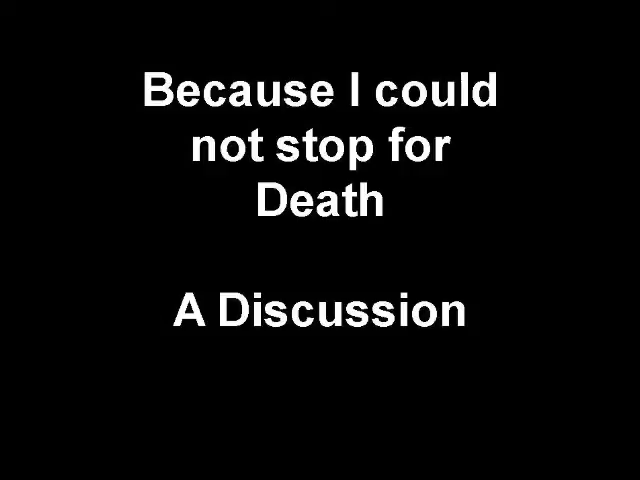 Because I could
not stop for
Death
A Discussion